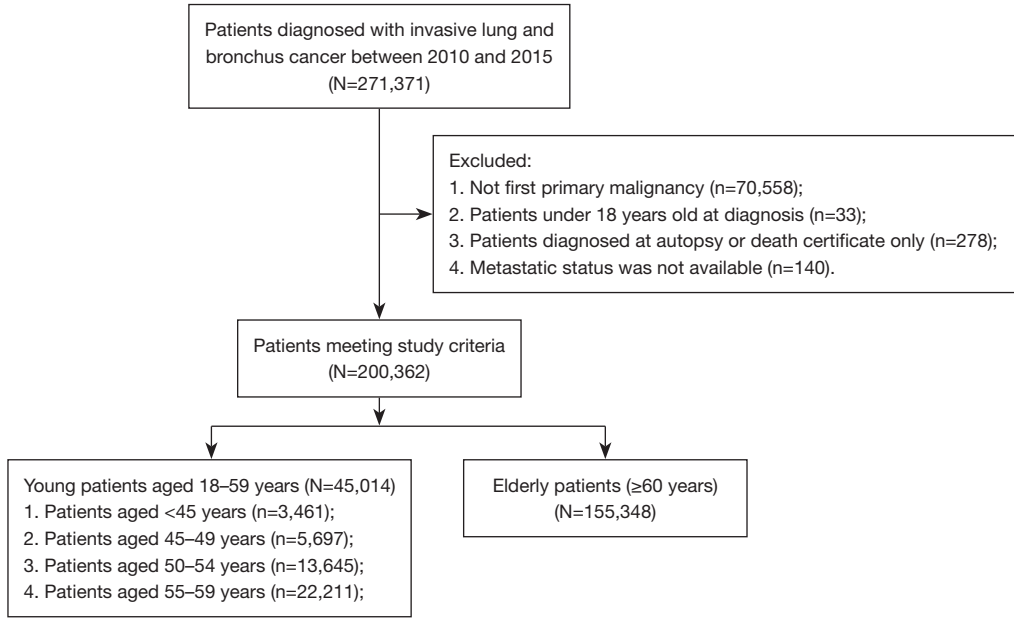 Patients diagnosed with invasive lung and
bronchus cancer between 2010 and 2015
(N=271,371)
Excluded:
1. Not first primary malignancy (n=70,558);
2. Patients under 18 years old at diagnosis (n=33);
3. Patients diagnosed at autopsy or death certificate only (n=278);
4. Metastatic status was not available (n=140).
Patients meeting study criteria
(N=200,362)
Young patients aged 18–59 years (N=45,014)
1. Patients aged <45 years (n=3,461);
2. Patients aged 45–49 years (n=5,697);
3. Patients aged 50–54 years (n=13,645);
4. Patients aged 55–59 years (n=22,211);
Elderly patients (≥60 years)
(N=155,348)